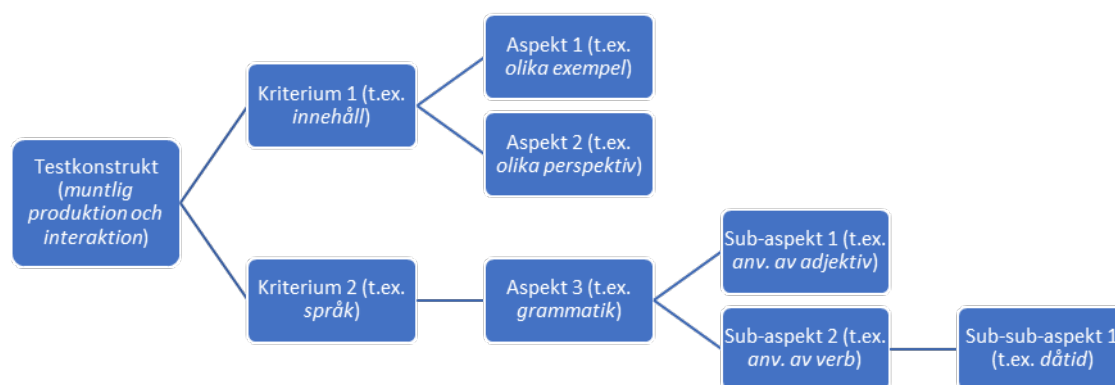 Testkonstrukt
(muntlig
produktion och
interaktion)
Kriterium 1 (t.ex.
innehåll)
Aspekt 1 (t.ex.
olika exempel)
Aspekt 2 (t.ex.
olika perspektiv)
Kriterium 2 (t.ex.
språk)
Aspekt 3 (t.ex.
grammatik)
Sub-aspekt 1 (t.ex.
anv. av adjektiv)
Sub-aspekt 2 (t.ex.
anv. av verb)
Sub-sub-aspekt 1
(t.ex. dåtid)